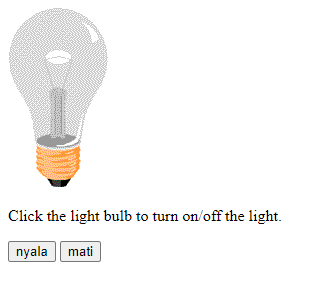 Click the light bulb to turn on/off the light.
nyala mati